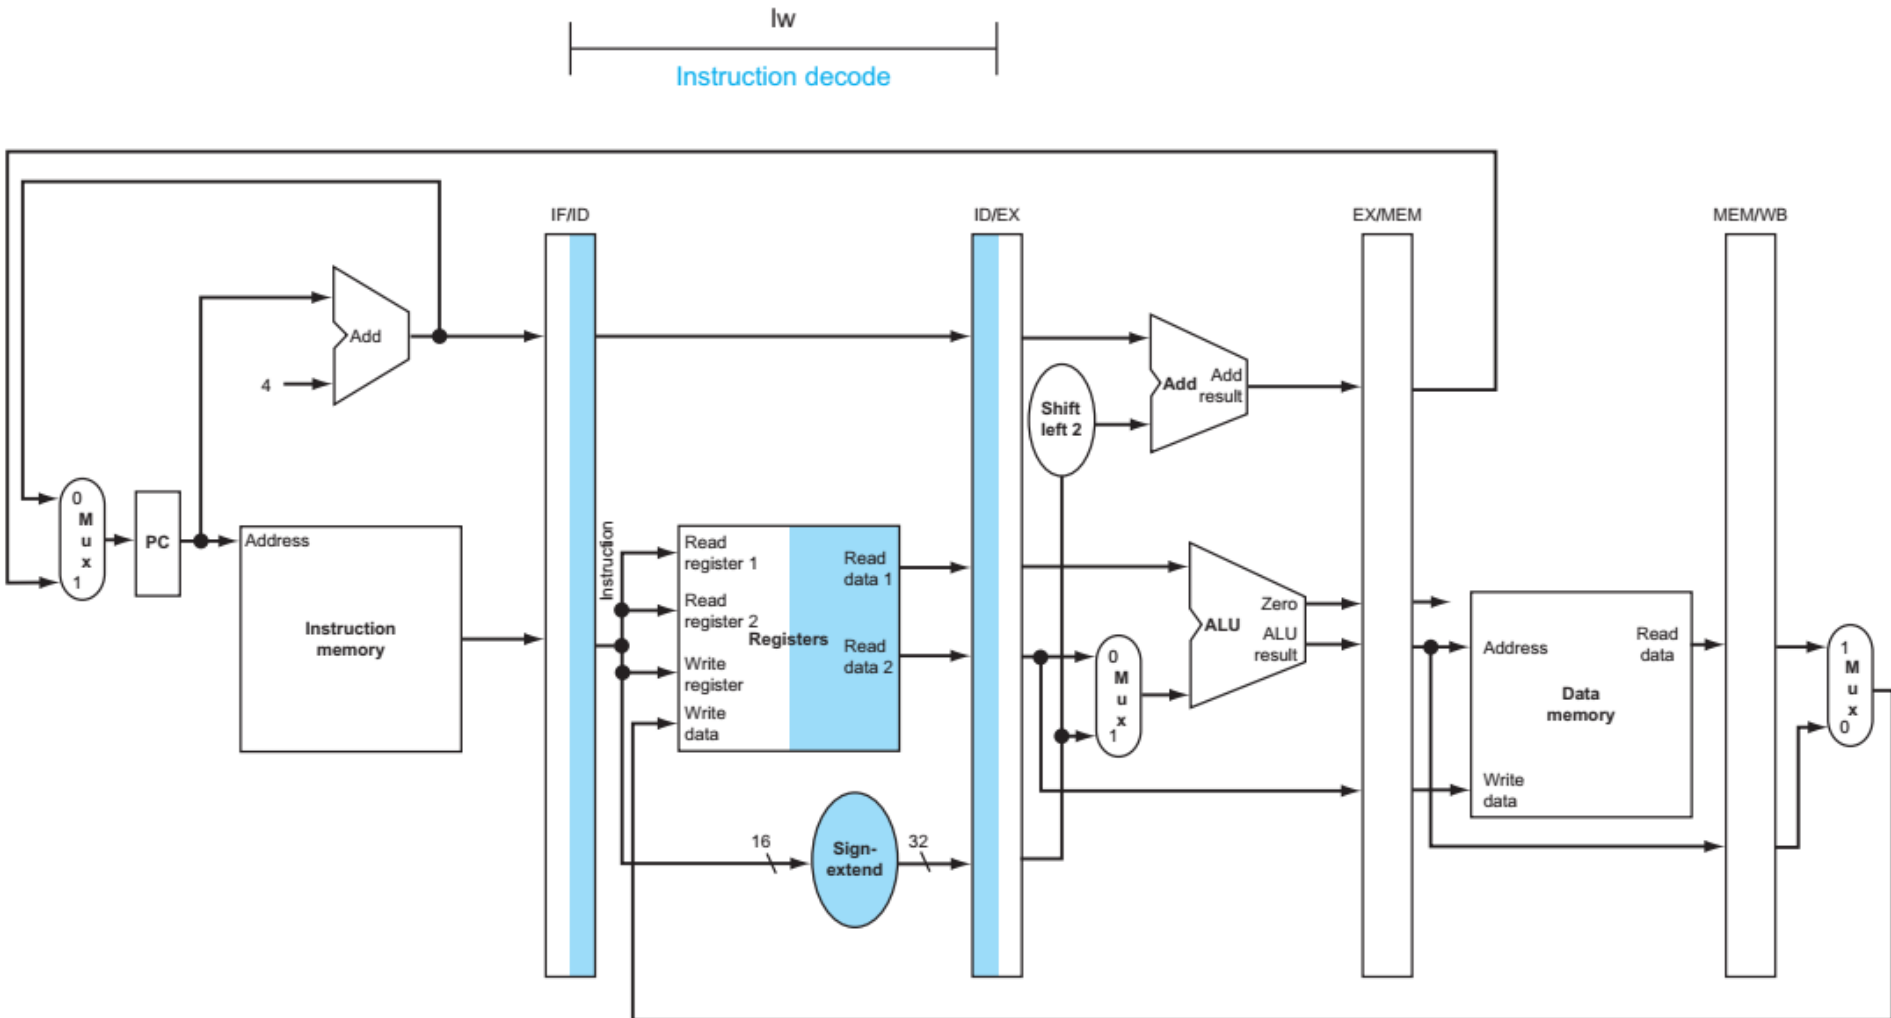 lw
Instruction decode
IF/ID
ID/EX
EX/MEM
MEM/WB
Add
4
Add
Add
result
Shift
left 2
0
M
u
x
1
PC
Address
Instruction
memory
Instruction
Read
register 1
Read
register 2
Write
register
Write
data
Registers
Read
data 1
Read
data 2
16
Sign-
extend
32
0
M
u
x
1
ALU
Zero
ALU
result
Address
Read
data
Data
memory
Write
data
1
M
u
x
0